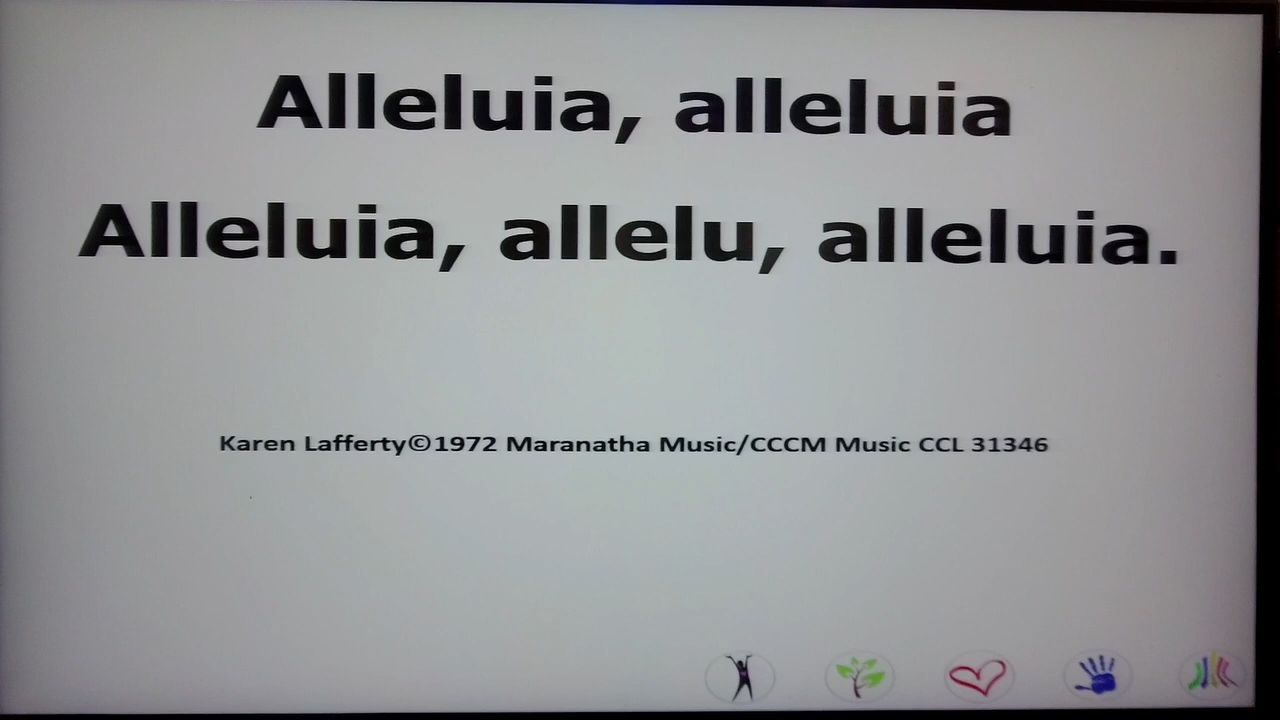 Alleluia, alleluia
Alleluia, allelu, alleluia.
Karen Lafferty©1972 Maranatha Music/CCCM Music CCL 31346